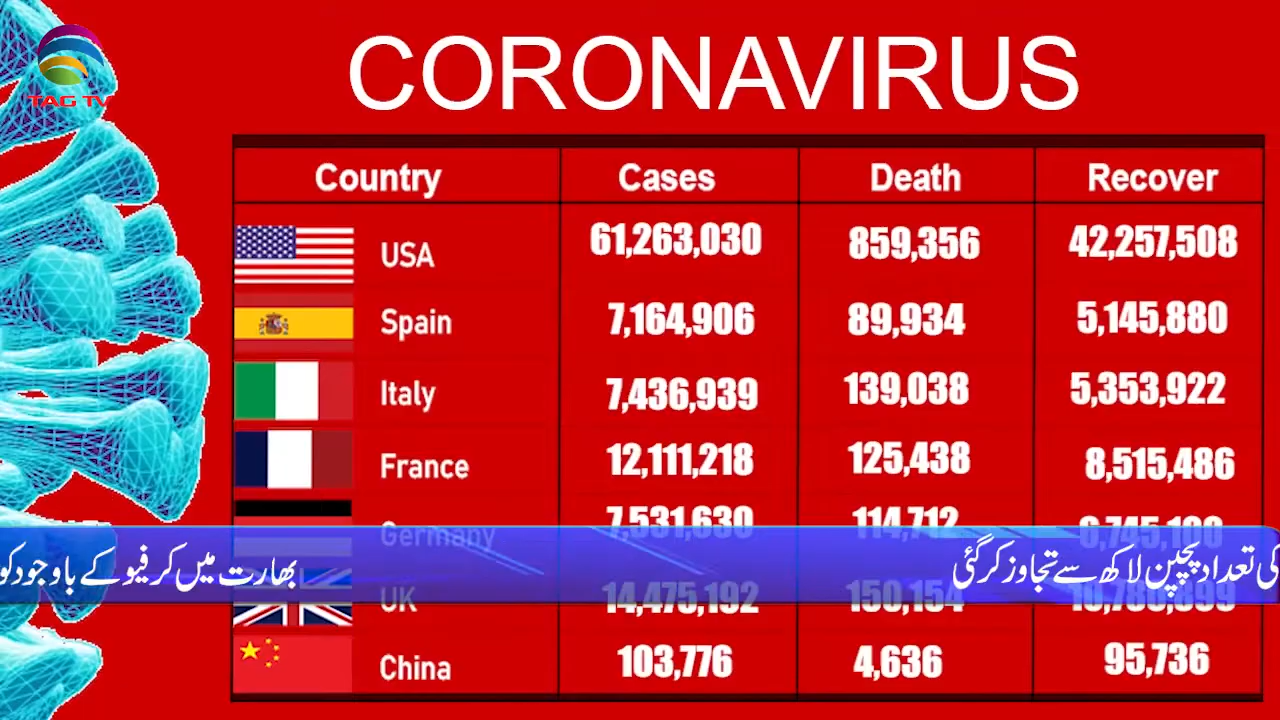 TAG TV
CORONAVIRUS
Country Cases Death Recover
USA 61,263,030 859,356 42,257,508
Spain 7,164,906 89,934 5,145,880
Italy 7,436,939 139,038 5,353,922
France 12,111,218 125,438 8,515,486
Germany 7,531,630 114,712
کی تعداد پچپن لاکھ سے تجاوز کر گئی بھارت میں کرفیو کے باوجود کو
UK 14,475,192 150,154
China 103,776 4,636 95,736